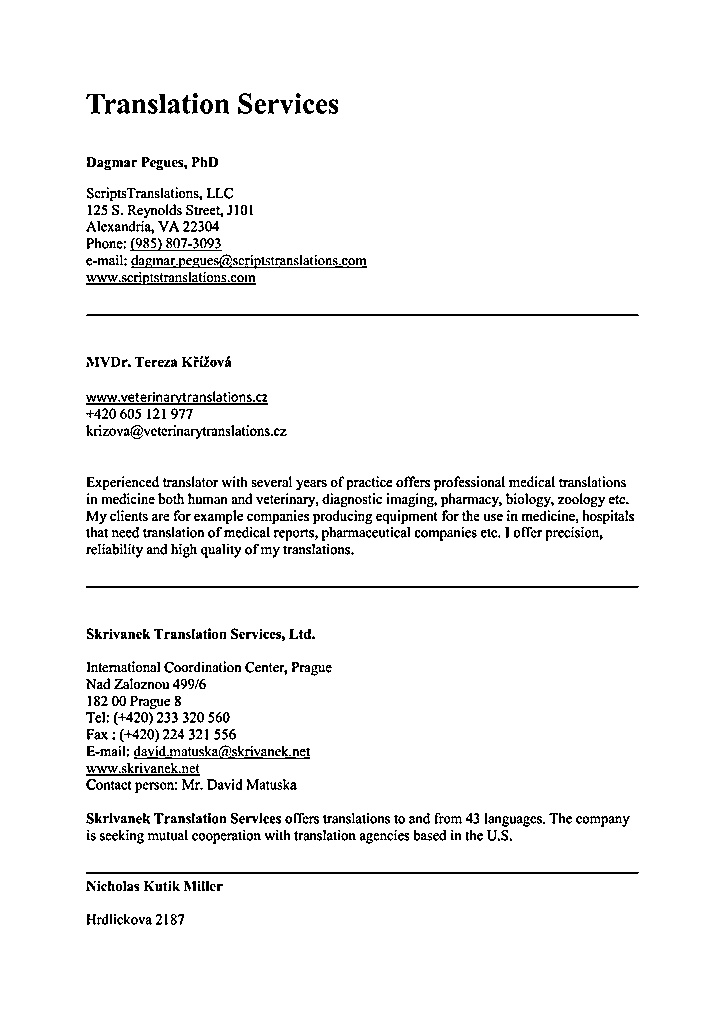 Translation Services
Dagmar Pegues, PhD
ScriptsTranslations, LLC
125 S. Reynolds Street, J101
Alexandria, VA 22304
Phone: (985) 807-3093
e-mail: dagmar.pegues@scriptstranslations.com
www.scriptstranslations.com
MVDr. Tereza Křížová
www.veterinarytranslations.cz
+420 605 121 977
krizova@veterinarytranslations.cz
Experienced translator with several years of practice offers professional medical translations
in medicine both human and veterinary, diagnostic imaging, pharmacy, biology, zoology etc.
My clients are for example companies producing equipment for the use in medicine, hospitals
that need translation of medical reports, pharmaceutical companies etc. I offer precision,
reliability and high quality of my translations.
Skrivanek Translation Services, Ltd.
International Coordination Center, Prague
Nad Zaloznou 499/6
182 00 Prague 8
Tel: (+420) 233 320 560
Fax : (+420) 224 321 556
E-mail: david.matuska@skrivanek.net
www.skrivanek.net
Contact person: Mr. David Matuska
Skrivanek Translation Services offers translations to and from 43 languages. The company
is seeking mutual cooperation with translation agencies based in the U.S.
Nicholas Kutik Miller
Hrdlickova 2187